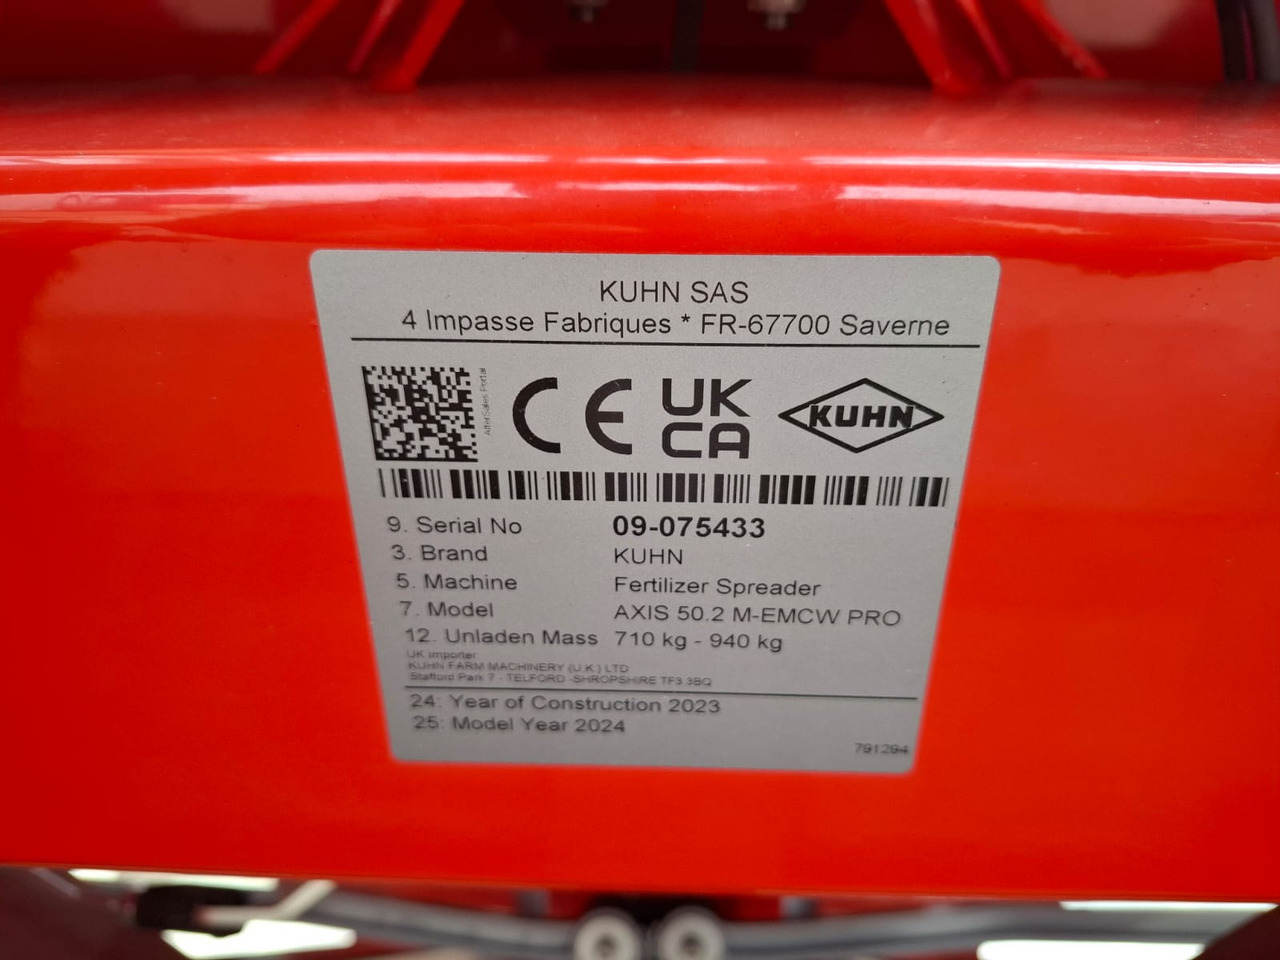 KUHN SAS
4 Impasse Fabriques * FR-67700 Saverne
AfterSales Portal
CE
UK
CA
KUHN
9. Serial No 09-075433
3. Brand KUHN
5. Machine Fertilizer Spreader
7. Model AXIS 50.2 M-EMCW PRO
12. Unladen Mass 710 kg - 940 kg
UK importer
KUHN FARM MACHINERY (U.K.) LTD
Stafford Park 7 - TELFORD -SHROPSHIRE TF3 3BQ
24: Year of Construction 2023
25: Model Year 2024
791294